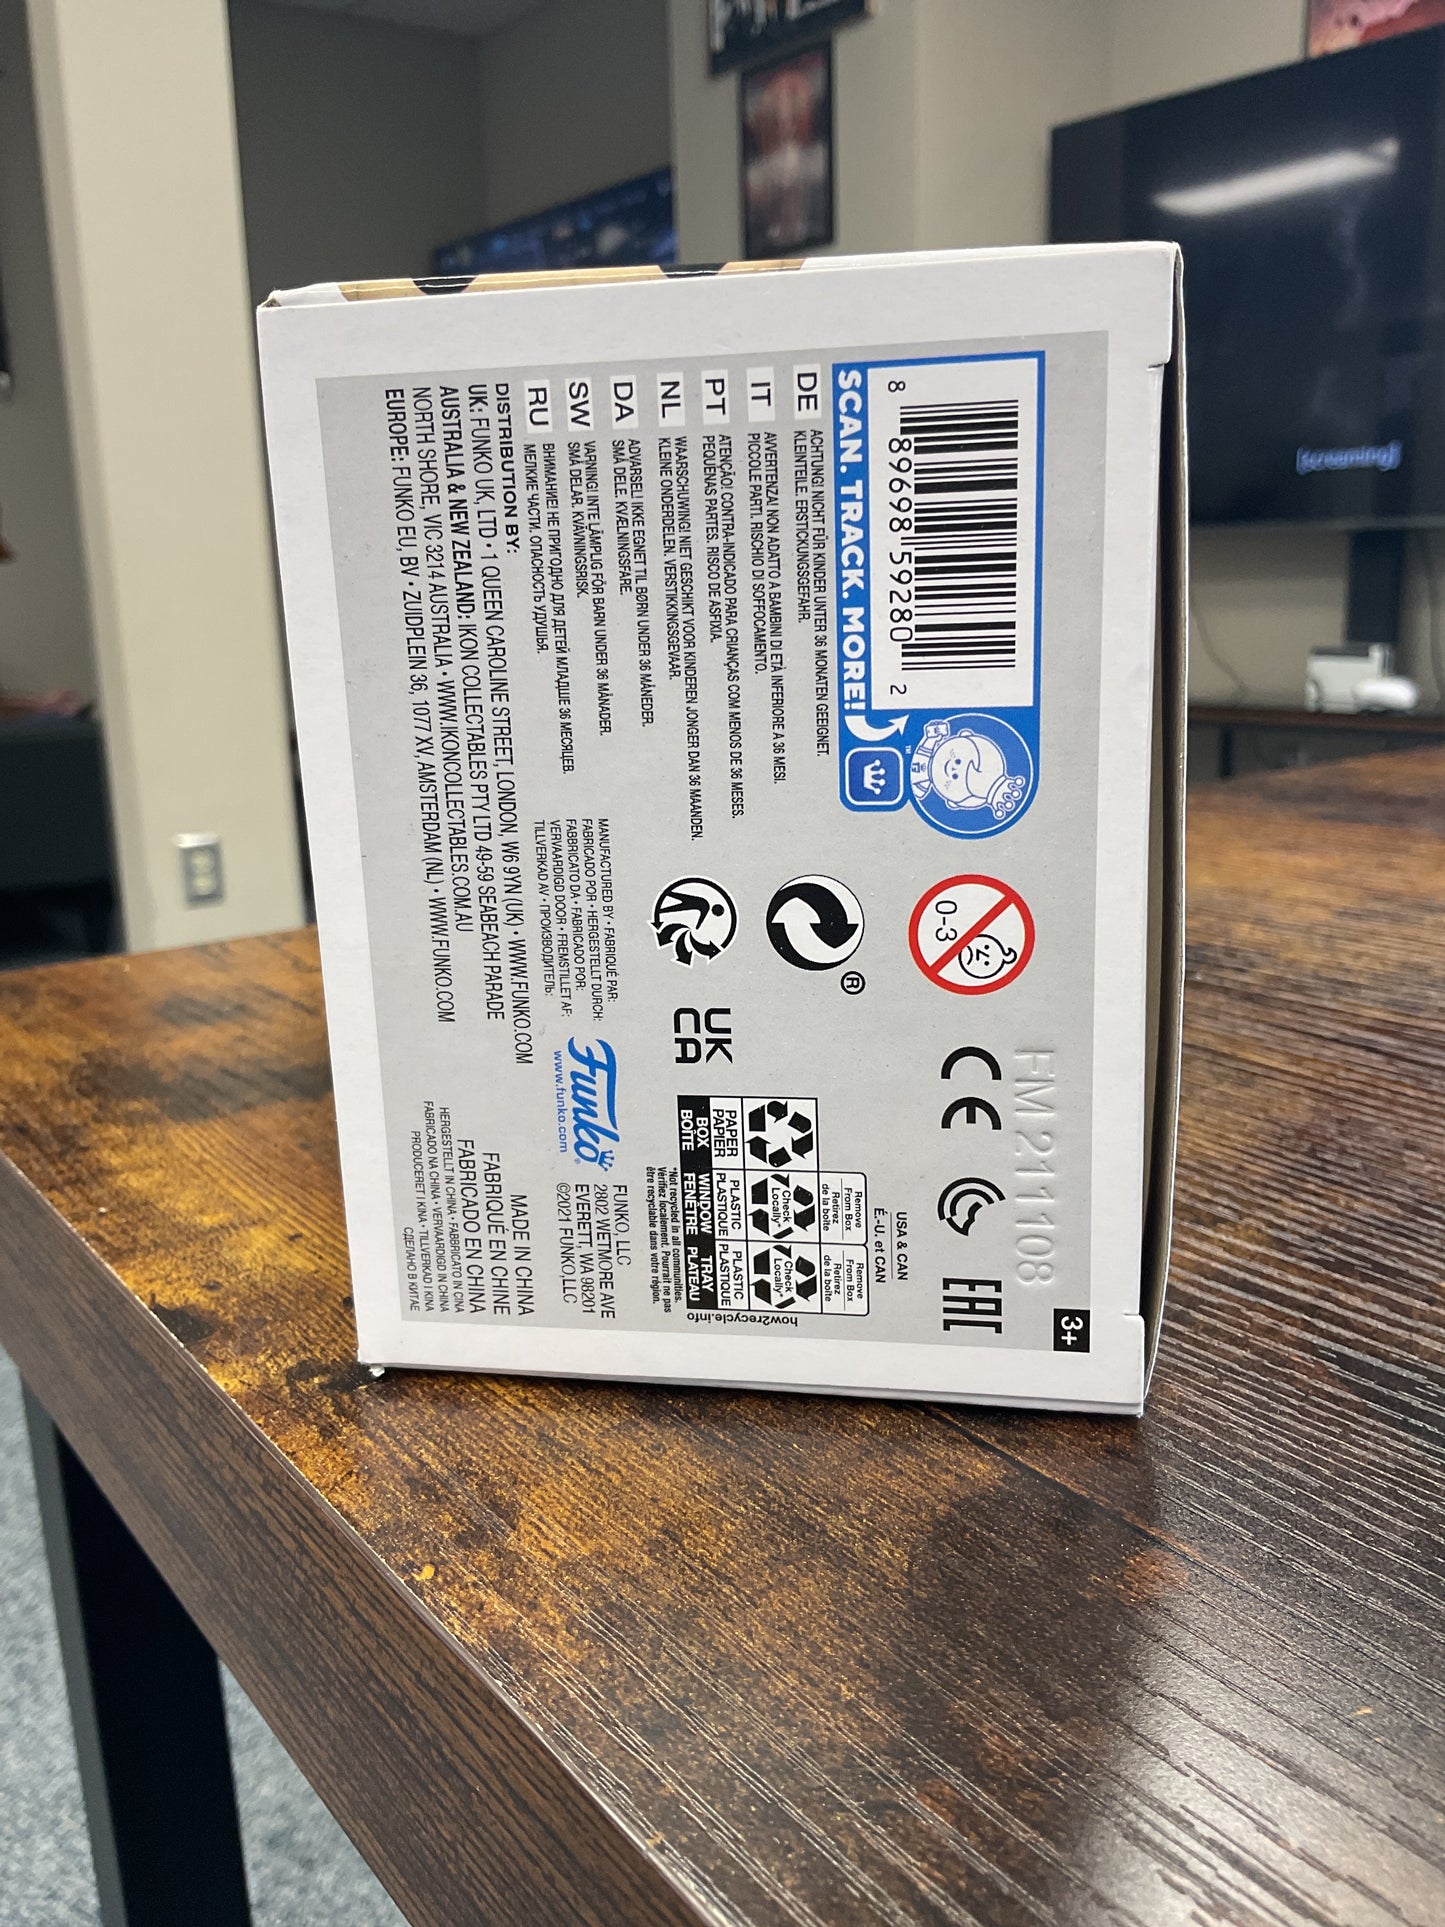 8 89698 59280 2
SCAN. TRACK. MORE!
™
DE
ACHTUNG! NICHT FÜR KINDER UNTER 36 MONATEN GEEIGNET.
KLEINTEILE. ERSTICKUNGSGEFAHR.
IT
AVVERTENZA! NON ADATTO A BAMBINI DI ETÀ INFERIORE A 36 MESI.
PICCOLE PARTI. RISCHIO DI SOFFOCAMENTO.
PT
ATENÇÃO! CONTRA-INDICADO PARA CRIANÇAS COM MENOS DE 36 MESES.
PEQUENAS PARTES. RISCO DE ASFIXIA.
NL
WAARSCHUWING! NIET GESCHIKT VOOR KINDEREN JONGER DAN 36 MAANDEN.
KLEINE ONDERDELEN. VERSTIKKINGSGEVAAR.
DA
ADVARSEL! IKKE EGNET TIL BØRN UNDER 36 MÅNEDER.
SMÅ DELE. KVÆLNINGSFARE.
SW
VARNING! INTE LÄMPLIG FÖR BARN UNDER 36 MÅNADER.
SMÅ DELAR. KVÄVNINGSRISK.
RU
ВНИМАНИЕ! НЕ ПРИГОДНО ДЛЯ ДЕТЕЙ МЛАДШЕ 36 МЕСЯЦЕВ.
МЕЛКИЕ ЧАСТИ. ОПАСНОСТЬ УДУШЬЯ.
DISTRIBUTION BY:
UK: FUNKO UK, LTD • 1 QUEEN CAROLINE STREET, LONDON, W6 9YN (UK) • WWW.FUNKO.COM
AUSTRALIA & NEW ZEALAND: IKON COLLECTABLES PTY LTD 49-59 SEABEACH PARADE
NORTH SHORE, VIC 3214 AUSTRALIA • WWW.IKONCOLLECTABLES.COM.AU
EUROPE: FUNKO EU, BV • ZUIDPLEIN 36, 1077 XV, AMSTERDAM (NL) • WWW.FUNKO.COM
0-3
®
UK
CA
MANUFACTURED BY • FABRIQUÉ PAR:
FABRICADO POR • HERGESTELLT DURCH:
FABBRICATO DA • FABRICADO POR:
VERVAARDIGD DOOR • FREMSTILLET AF:
TILLVERKAD AV • ПРОИЗВОДИТЕЛЬ:
Funko®
www.funko.com
FM 2111108
CE
EAC
3+
USA & CAN
É.-U. et CAN
Remove
From Box
Retirez
de la boîte
Remove
From Box
Retirez
de la boîte
Check
Locally*
Check
Locally*
PAPER
PAPIER
PLASTIC
PLASTIQUE
PLASTIC
PLASTIQUE
BOX
BOÎTE
WINDOW
FENÊTRE
TRAY
PLATEAU
how2recycle.info
*Not recycled in all communities.
Vérifiez localement. Pourrait ne pas
être recyclable dans votre région.
FUNKO, LLC
2802 WETMORE AVE
EVERETT, WA 98201
©2021 FUNKO,LLC
MADE IN CHINA
FABRIQUÉ EN CHINE
FABRICADO EN CHINA
HERGESTELLT IN CHINA • FABBRICATO IN CINA
FABRICADO NA CHINA • VERVAARDIGD IN CHINA
PRODUCERET I KINA • TILLVERKAD I KINA
СДЕЛАНО В КИТАЕ
[screaming]